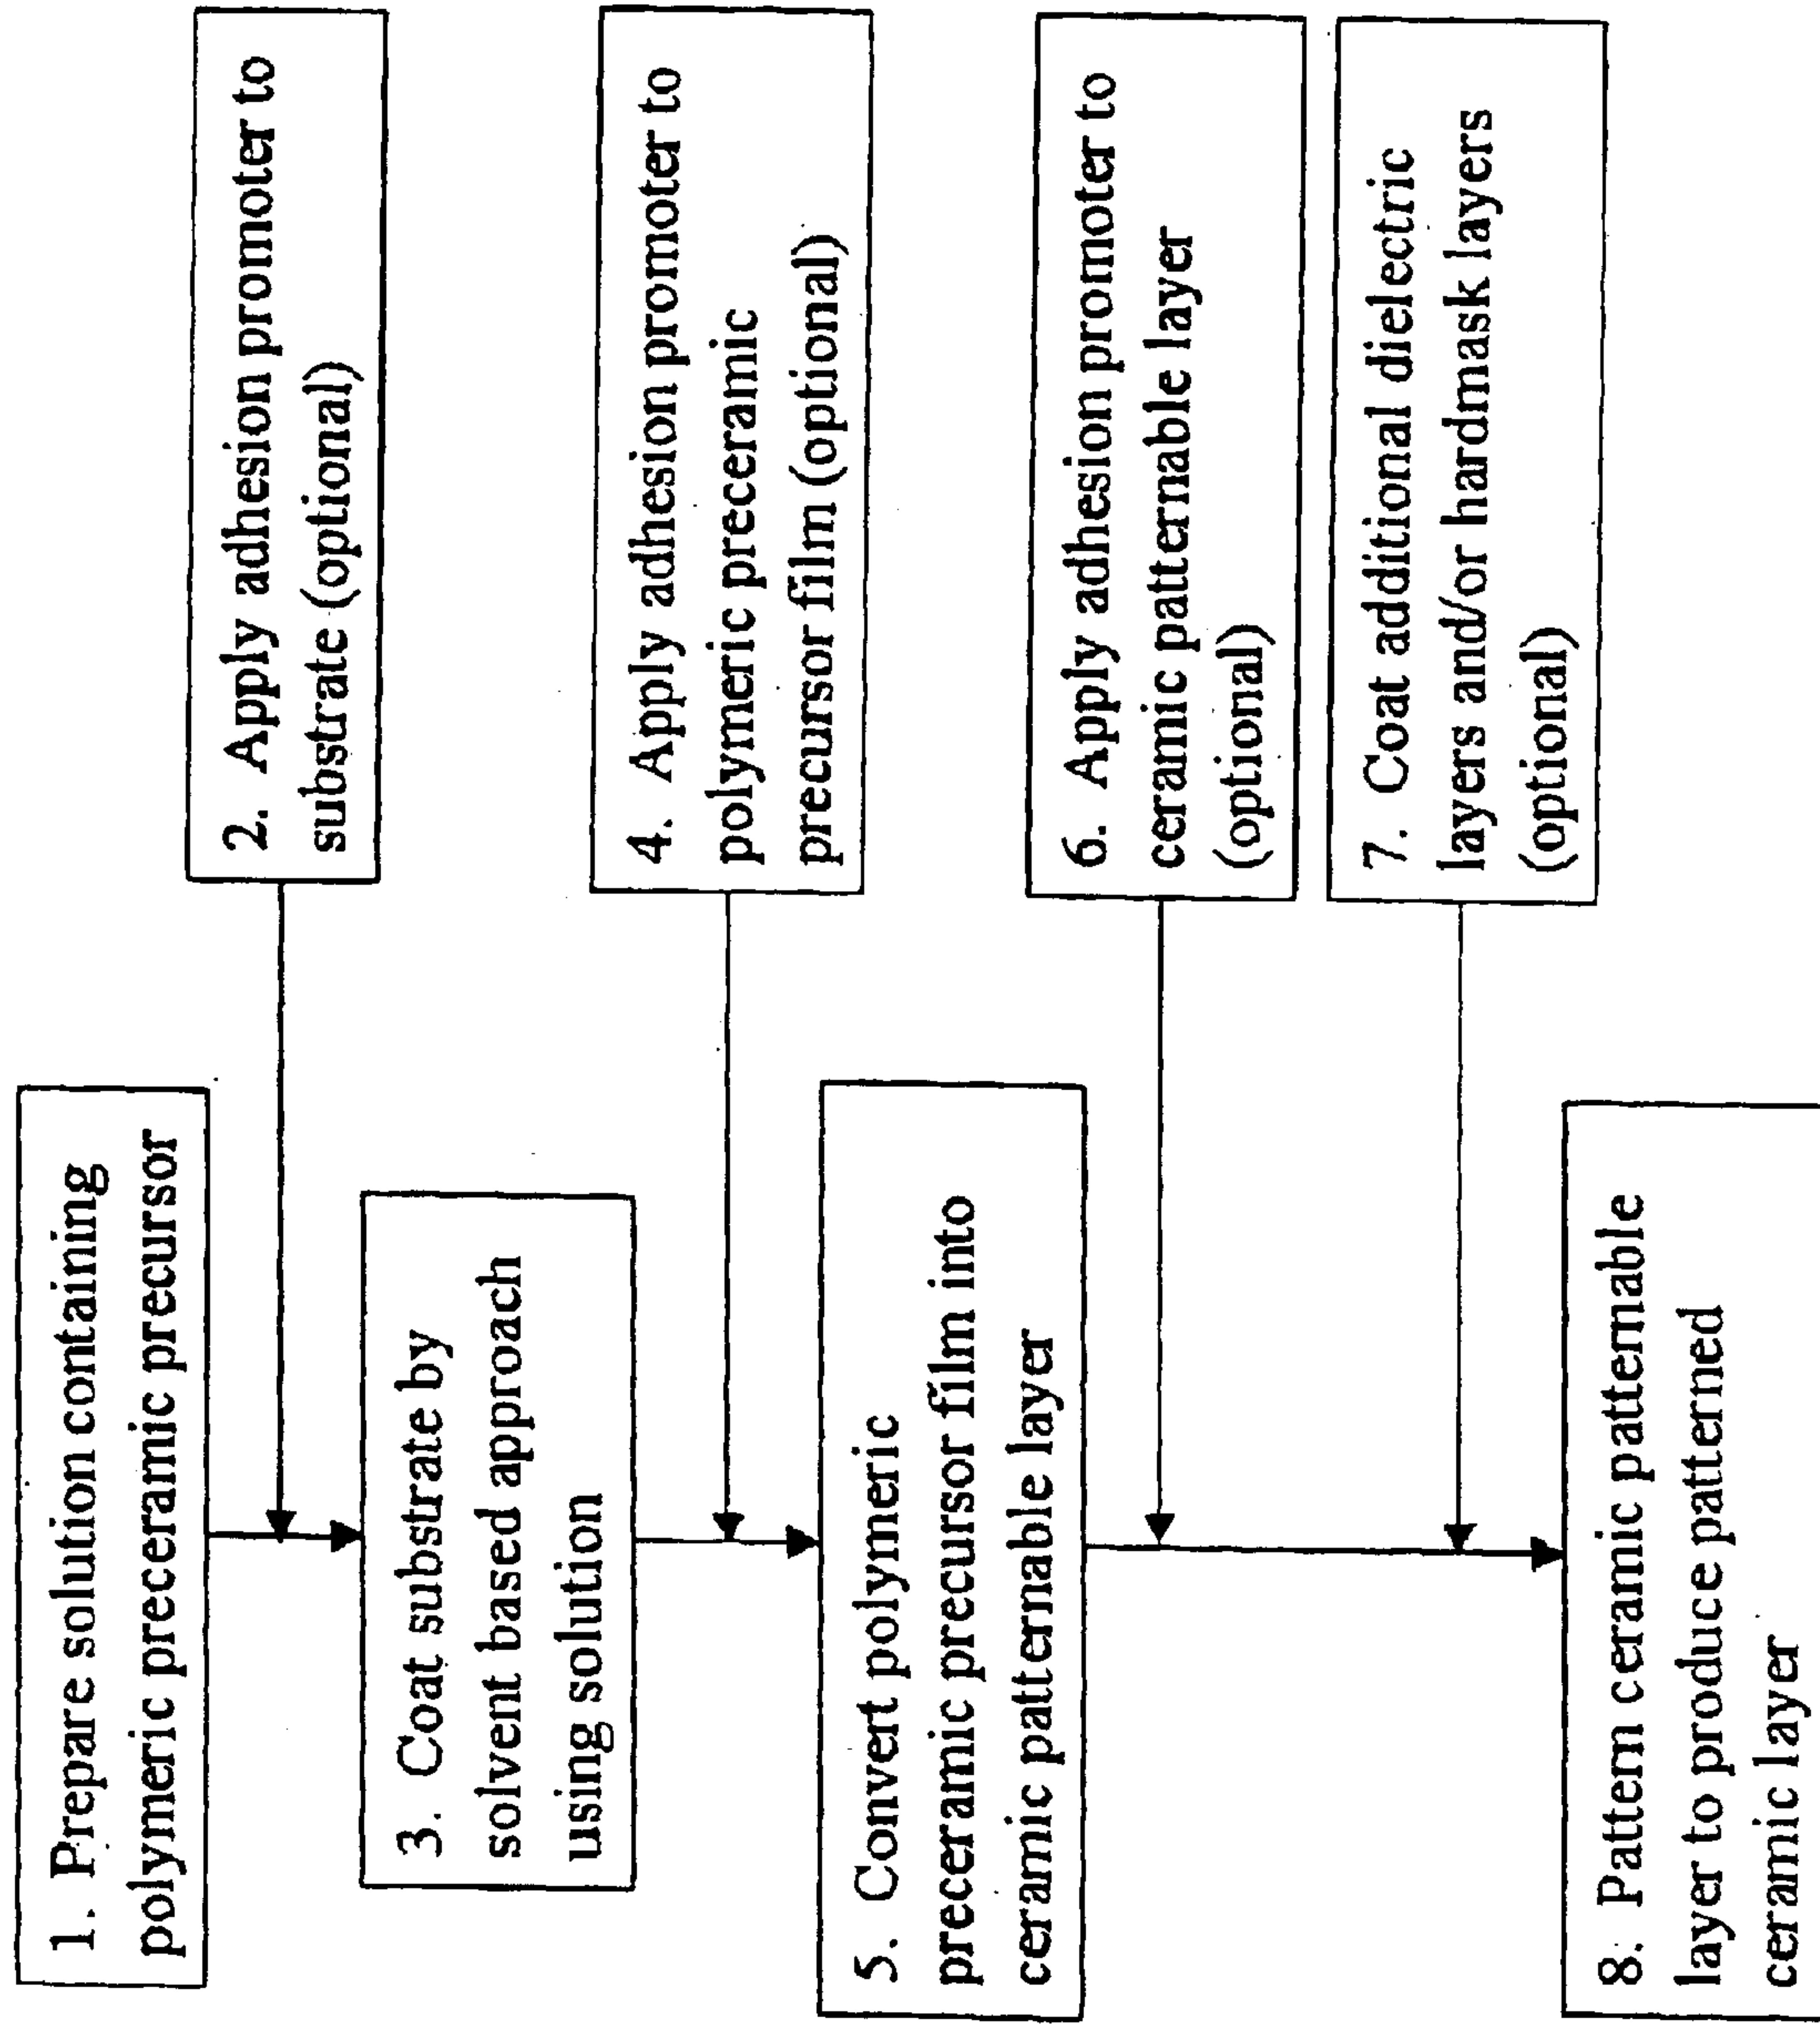 1. Prepare solution containing
polymeric preceramic precursor
2. Apply adhesion promoter to
substrate (optional)
3. Coat substrate by
solvent based approach
using solution
4. Apply adhesion promoter to
polymeric preceramic
precursor film (optional)
5. Convert polymeric
preceramic precursor film into
ceramic patternable layer
6. Apply adhesion promoter to
ceramic patternable layer
(optional)
7. Coat additional dielectric
layers and/or hardmask layers
(optional)
8. Pattern ceramic patternable
layer to produce patterned
ceramic layer